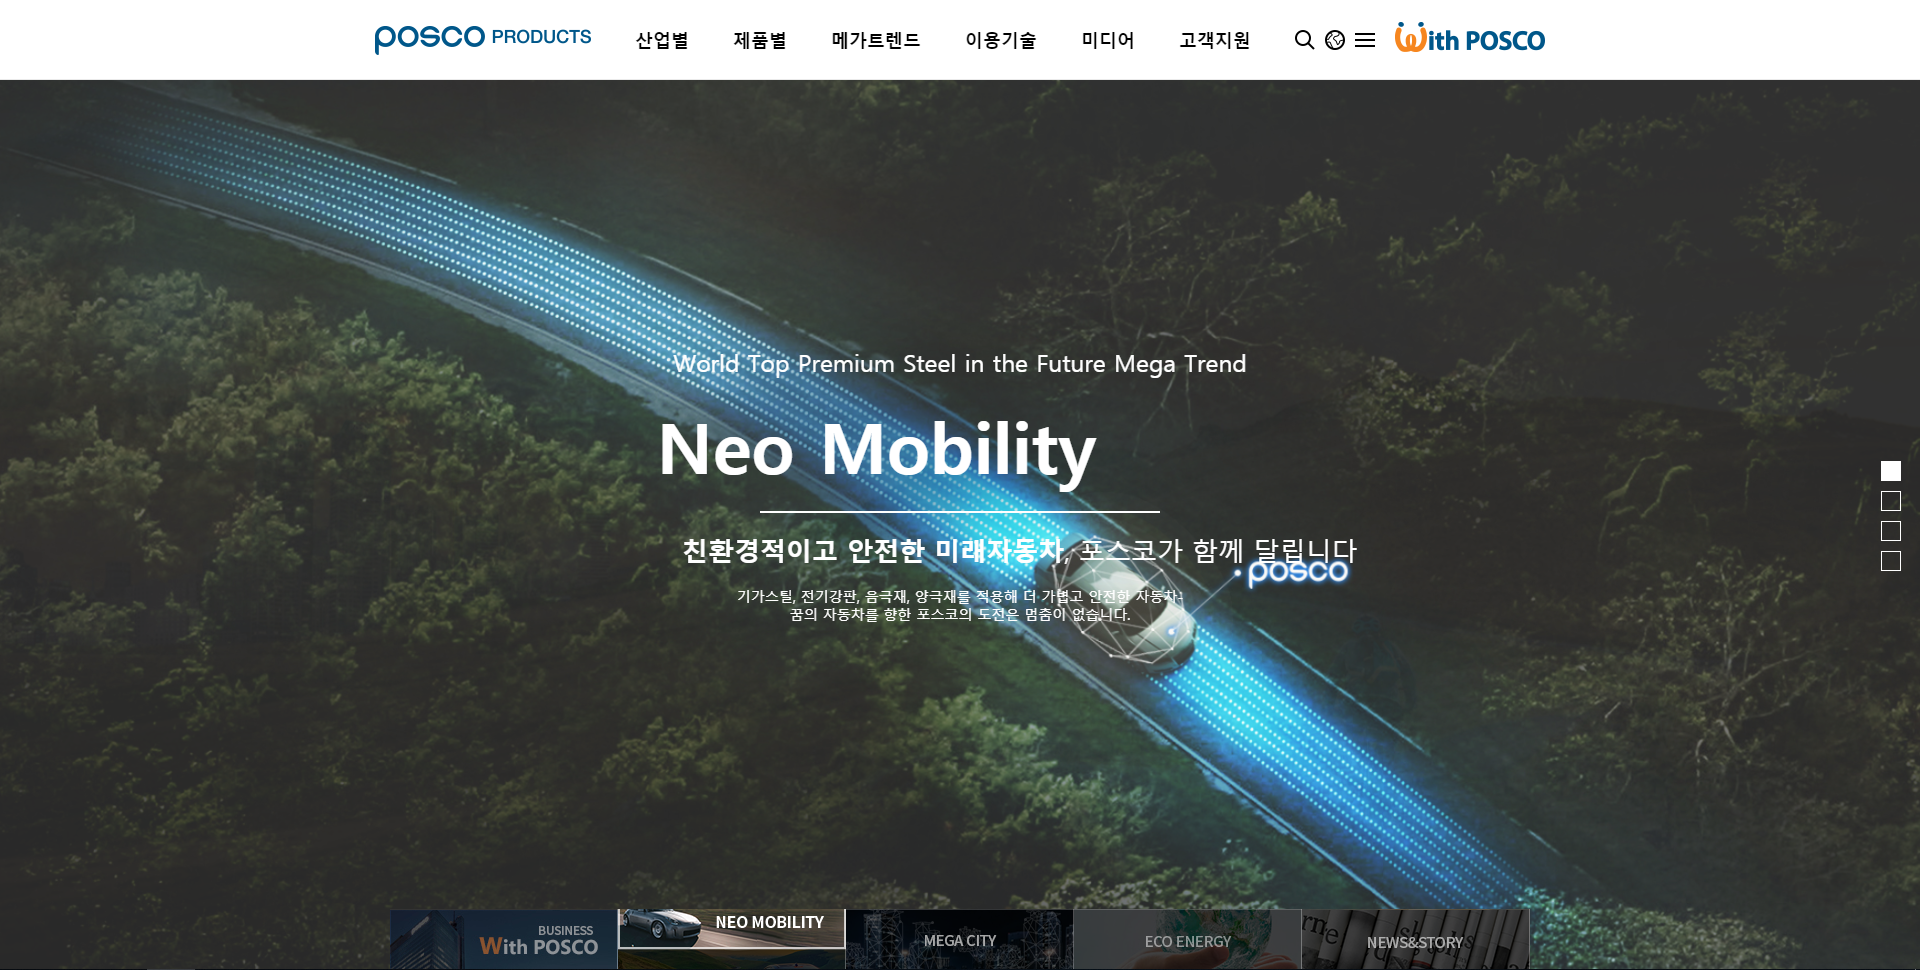 posco PRODUCTS 산업별 제품별 메가트렌드 이용기술 미디어 고객지원 With POSCO
World Top Premium Steel in the Future Mega Trend
Neo Mobility
친환경적이고 안전한 미래자동차, 포스코가 함께 달립니다
posco
기가스틸, 전기강판, 음극재, 양극재를 적용해 더 가볍고 안전한 자동차-
꿈의 자동차를 향한 포스코의 도전은 멈춤이 없습니다.
BUSINESS
With POSCO
NEO MOBILITY
MEGA CITY
ECO ENERGY
NEWS&STORY